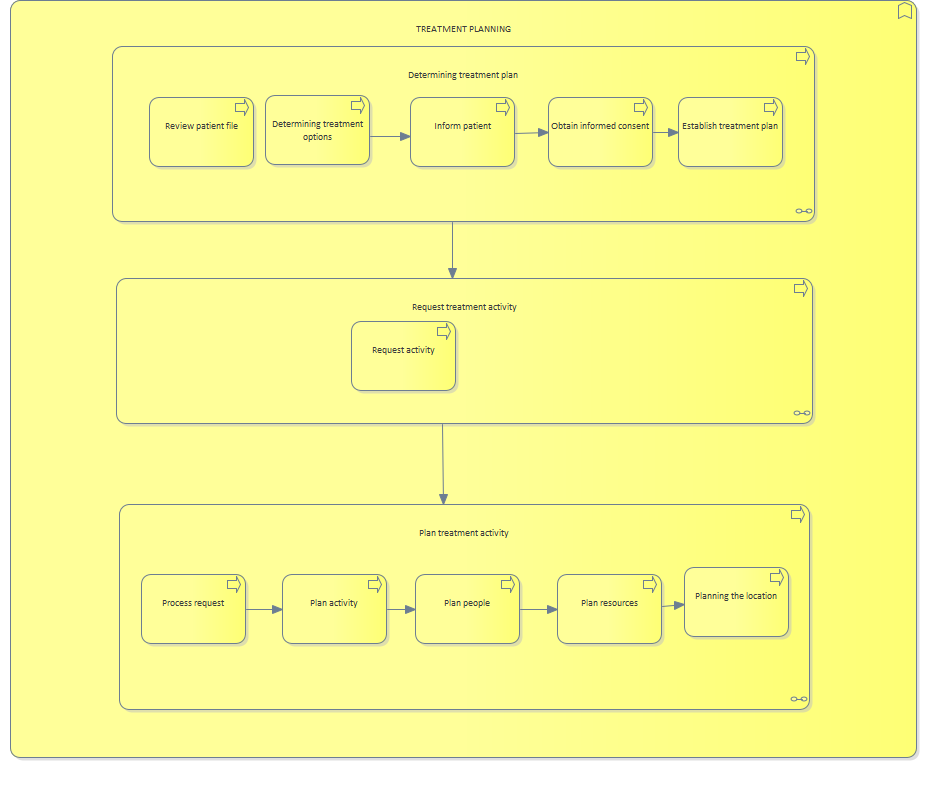 TREATMENT PLANNING
Determining treatment plan
Review patient file
Determining treatment
options
Inform patient
Obtain informed consent
Establish treatment plan
Request treatment activity
Request activity
Plan treatment activity
Process request
Plan activity
Plan people
Plan resources
Planning the location